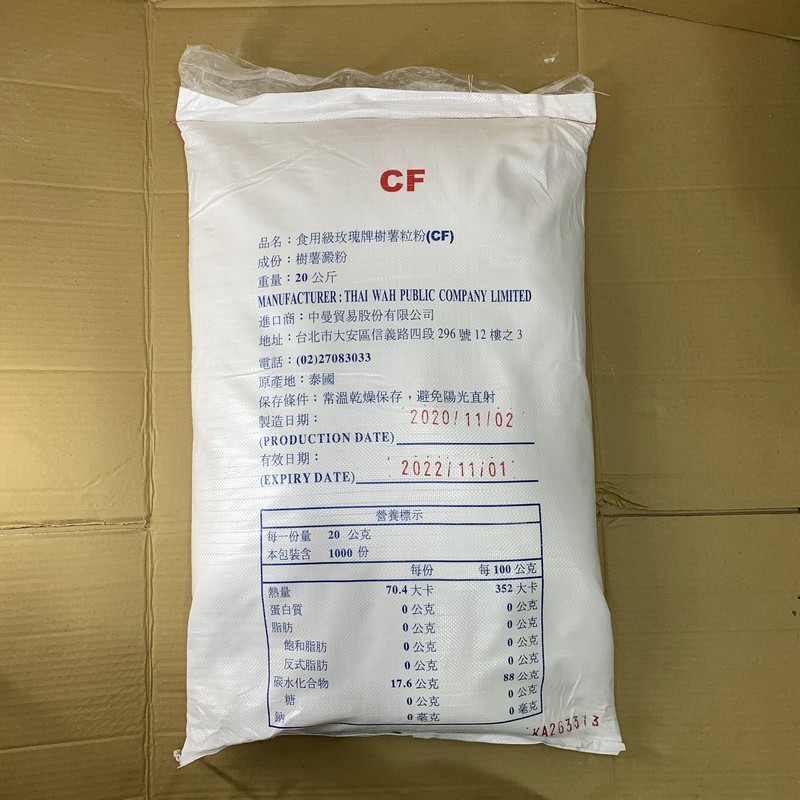 CF
品名：食用級玫瑰牌樹薯粒粉(CF)
成份：樹薯澱粉
重量：20公斤
MANUFACTURER : THAI WAH PUBLIC COMPANY LIMITED
進口商：中曼貿易股份有限公司
地址：台北市大安區信義路四段296號12樓之3
電話：(02)27083033
原產地：泰國
保存條件：常溫乾燥保存，避免陽光直射
製造日期：
(PRODUCTION DATE) 2020/11/02
有效日期：
(EXPIRY DATE) 2022/11/01
營養標示
每一份量 20 公克
本包裝含 1000 份
每份 每100公克
熱量 70.4 大卡 352 大卡
蛋白質 0 公克 0 公克
脂肪 0 公克 0 公克
飽和脂肪 0 公克 0 公克
反式脂肪 0 公克 0 公克
碳水化合物 17.6 公克 88 公克
糖 0 公克 0 公克
鈉 0 毫克 0 毫克